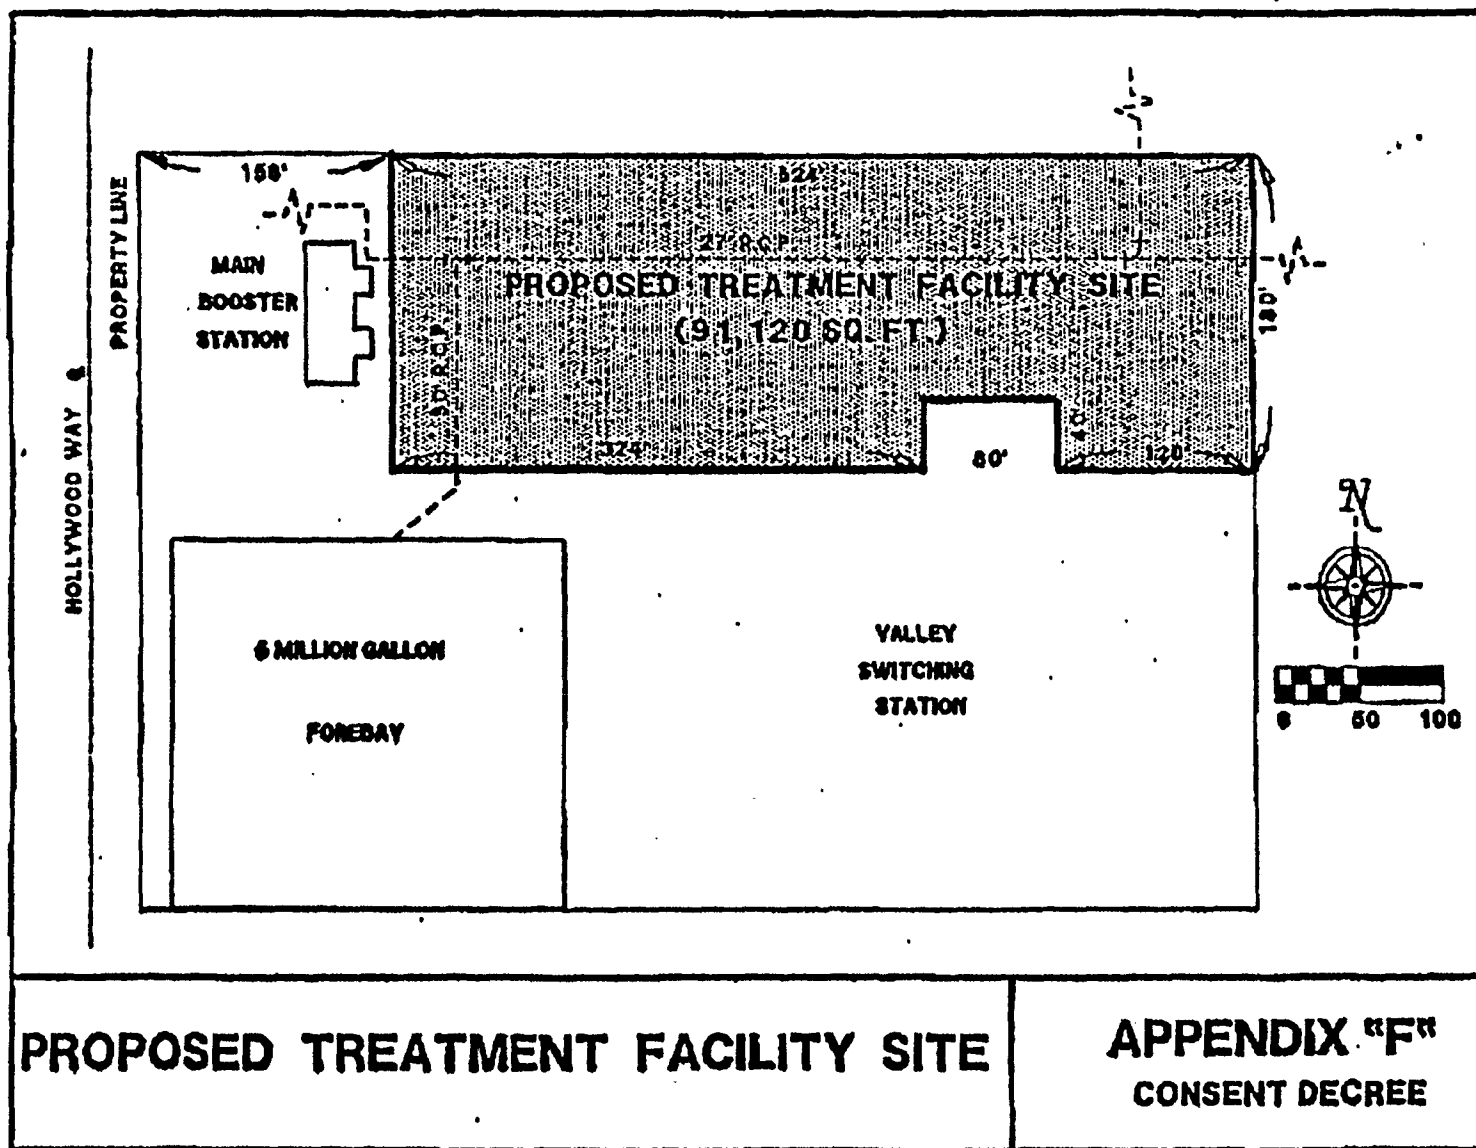 158'
524'
PROPERTY LINE
HOLLYWOOD WAY
MAIN
BOOSTER
STATION
27" R.C.P.
R.C.P.
PROPOSED TREATMENT FACILITY SITE
(91,120 SQ. FT.)
180'
324'
80'
40'
120'
N
MILLION GALLON
FOREBAY
VALLEY
SWITCHING
STATION
0 50 100
PROPOSED TREATMENT FACILITY SITE
APPENDIX "F"
CONSENT DECREE